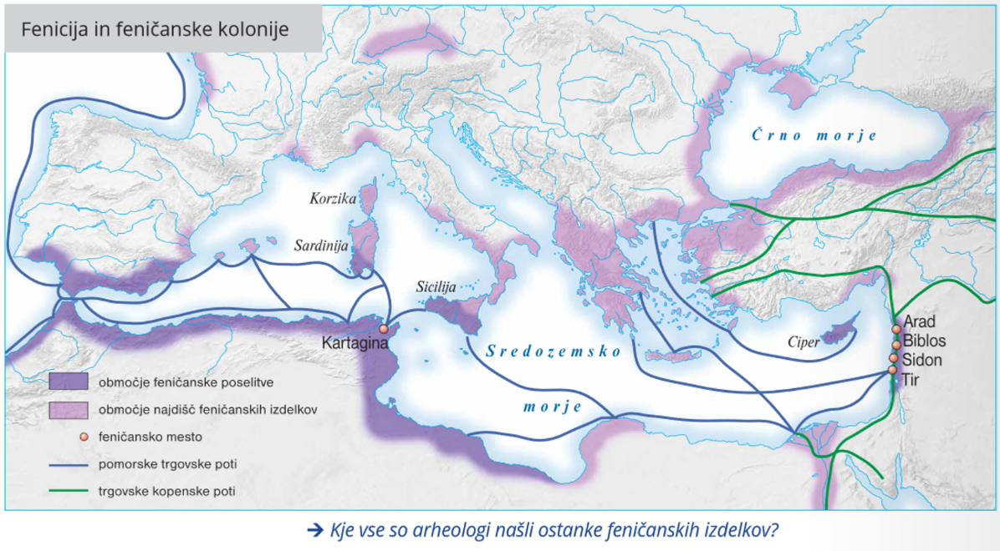 Fenicija in feničanske kolonije
Črno morje
Korzika
Sardinija
Sicilija
Kartagina
Sredozemsko
morje
Ciper
Arad
Biblos
Sidon
Tir
območje feničanske poselitve
območje najdišč feničanskih izdelkov
feničansko mesto
pomorske trgovske poti
trgovske kopenske poti
→ Kje vse so arheologi našli ostanke feničanskih izdelkov?